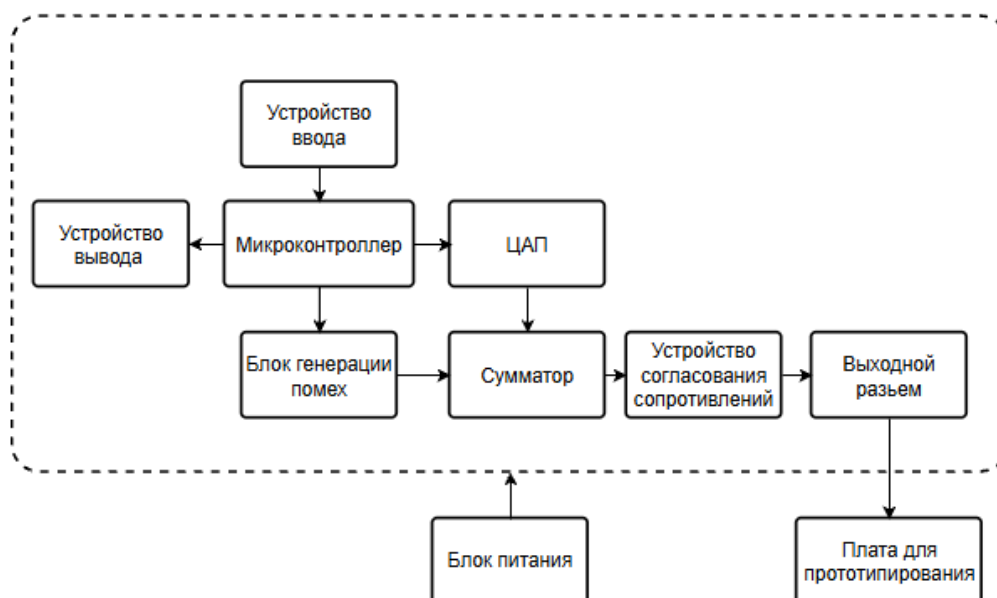 Устройство
ввода
Устройство
вывода
Микроконтроллер
ЦАП
Блок генерации
помех
Сумматор
Устройство
согласования
сопротивлений
Выходной
разьем
Блок питания
Плата для
прототипирования